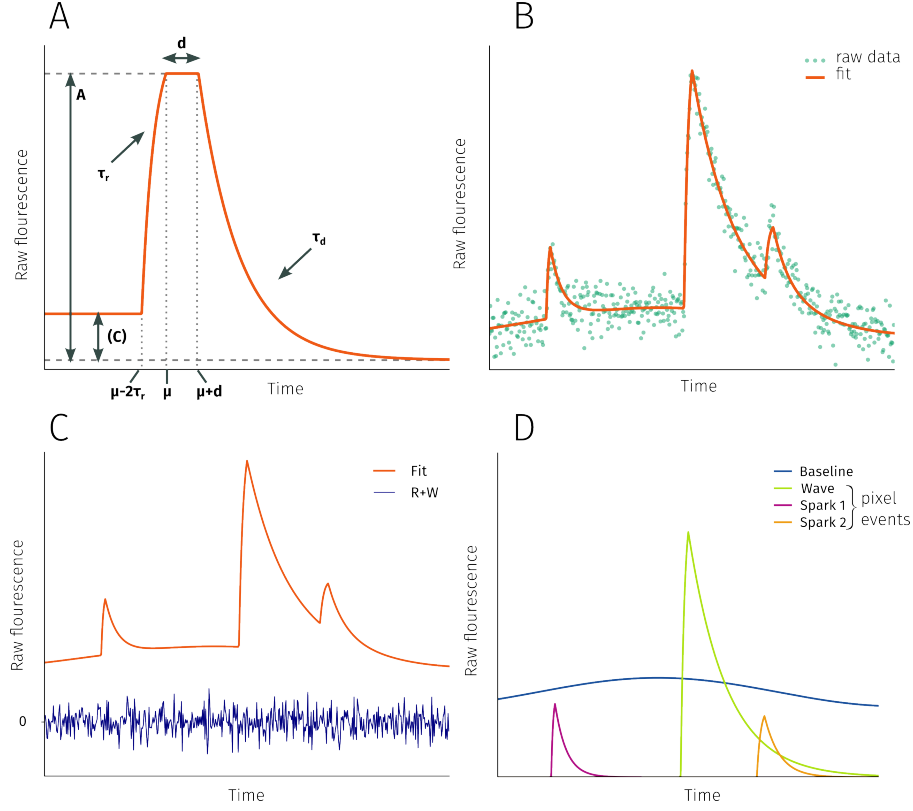 A
d
A
τr
τd
(C)
Raw flourescence
μ-2τr
μ
μ+d
Time
B
raw data
fit
Raw flourescence
Time
C
Fit
R+W
Raw flourescence
0
Time
D
Baseline
Wave
Spark 1
Spark 2
pixel
events
Raw flourescence
Time